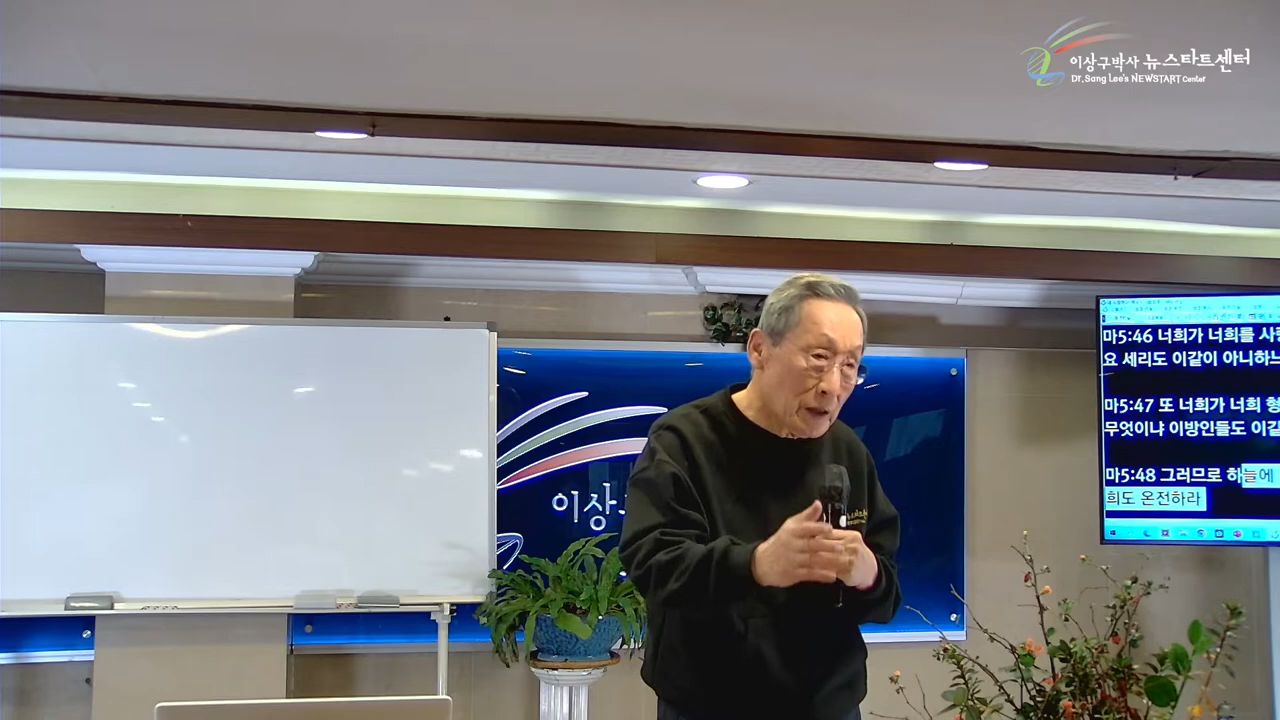 이상구박사 뉴스타트센터
Dr. Sang Lee's NEWSTART Center
마5:46 너희가 너희를 사랑
요 세리도 이같이 아니하느
마5:47 또 너희가 너희 형
무엇이냐 이방인들도 이같
마5:48 그러므로 하늘에
희도 온전하라
이상